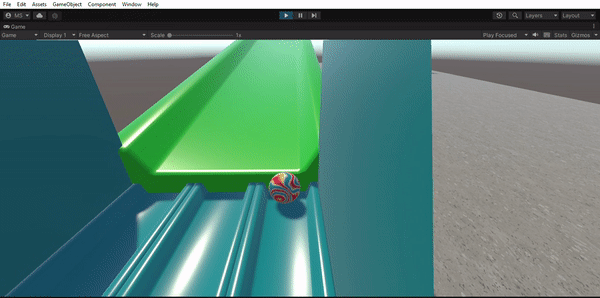 File Edit Assets GameObject Component Window Help
MS Layers Layout
Game
Game Display 1 Free Aspect Scale 1x Play Focused Stats Gizmos